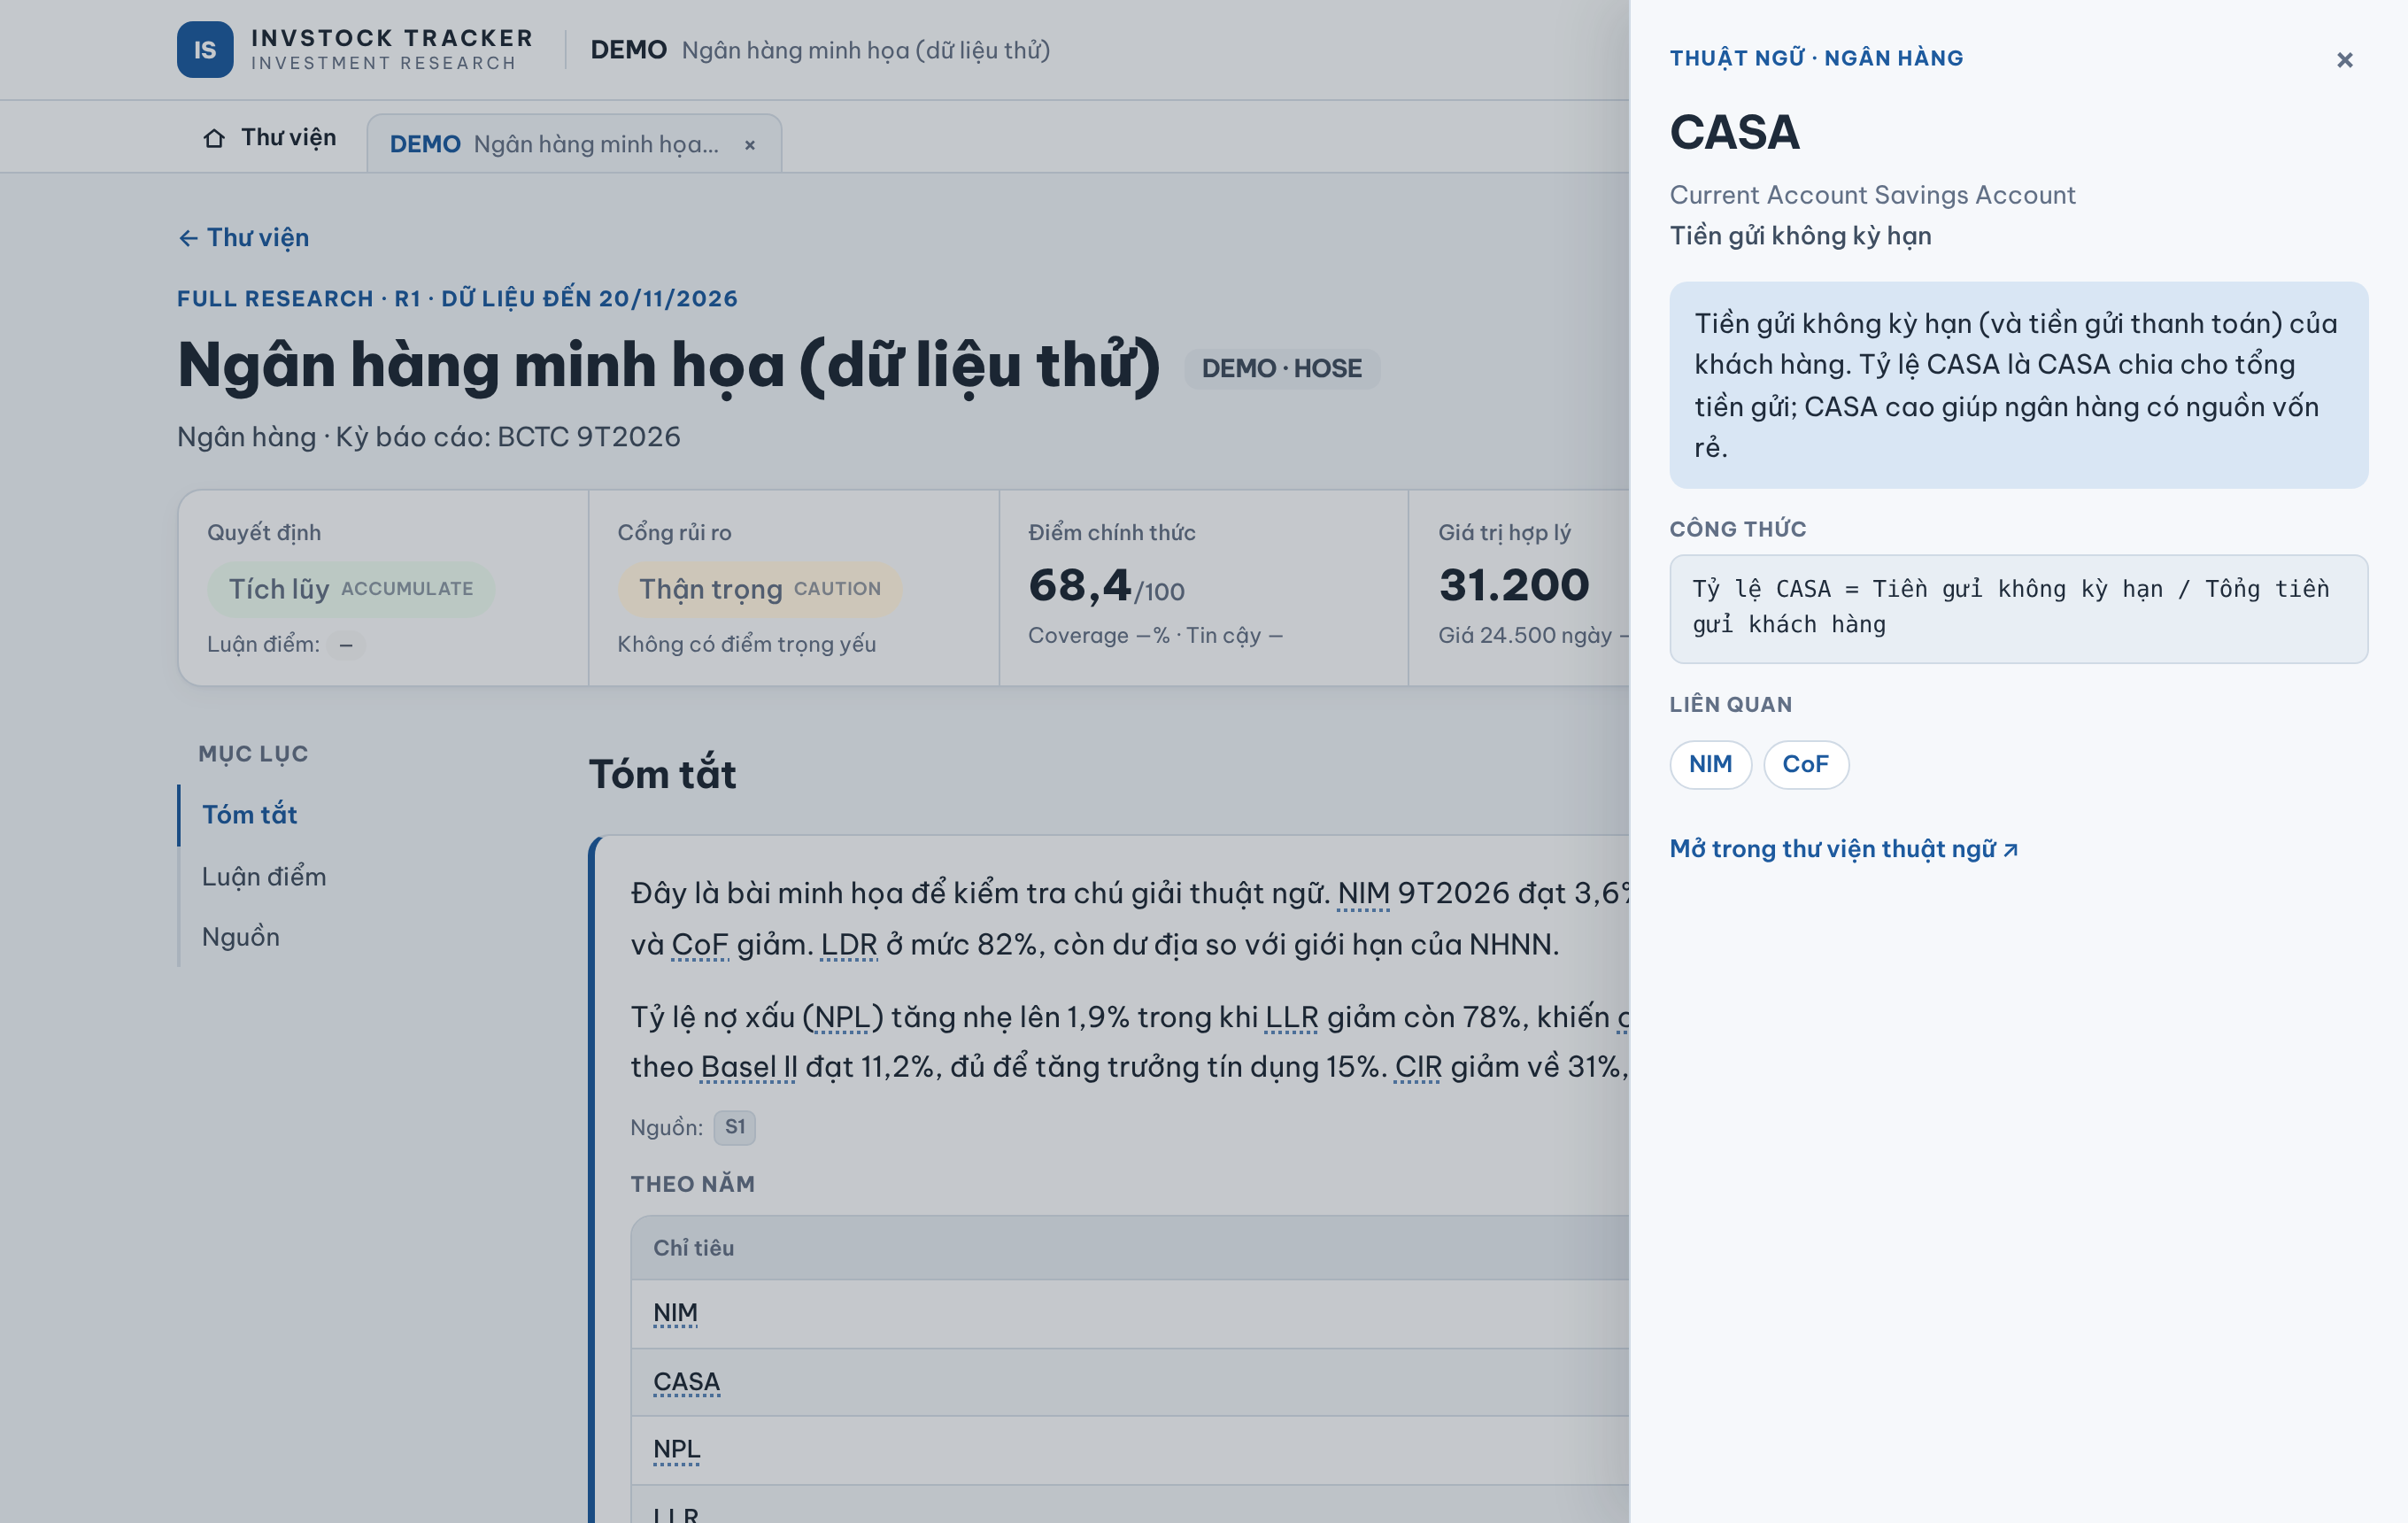 IS
INVSTOCK TRACKER
INVESTMENT RESEARCH
DEMO Ngân hàng minh họa (dữ liệu thử)
Thư viện
DEMO Ngân hàng minh họa... ×
← Thư viện
FULL RESEARCH · R1 · DỮ LIỆU ĐẾN 20/11/2026
Ngân hàng minh họa (dữ liệu thử) DEMO · HOSE
Ngân hàng · Kỳ báo cáo: BCTC 9T2026
Quyết định
Tích lũy ACCUMULATE
Luận điểm: —
Cổng rủi ro
Thận trọng CAUTION
Không có điểm trọng yếu
Điểm chính thức
68,4/100
Coverage —% · Tin cậy —
Giá trị hợp lý
31.200
Giá 24.500 ngày —
MỤC LỤC
Tóm tắt
Luận điểm
Nguồn
Tóm tắt
Đây là bài minh họa để kiểm tra chú giải thuật ngữ. NIM 9T2026 đạt 3,6%
và CoF giảm. LDR ở mức 82%, còn dư địa so với giới hạn của NHNN.
Tỷ lệ nợ xấu (NPL) tăng nhẹ lên 1,9% trong khi LLR giảm còn 78%, khiến
theo Basel II đạt 11,2%, đủ để tăng trưởng tín dụng 15%. CIR giảm về 31%,
Nguồn: S1
THEO NĂM
Chỉ tiêu
NIM
CASA
NPL
LLR
THUẬT NGỮ · NGÂN HÀNG ×
CASA
Current Account Savings Account
Tiền gửi không kỳ hạn
Tiền gửi không kỳ hạn (và tiền gửi thanh toán) của
khách hàng. Tỷ lệ CASA là CASA chia cho tổng
tiền gửi; CASA cao giúp ngân hàng có nguồn vốn
rẻ.
CÔNG THỨC
Tỷ lệ CASA = Tiền gửi không kỳ hạn / Tổng tiền
gửi khách hàng
LIÊN QUAN
NIM CoF
Mở trong thư viện thuật ngữ ↗